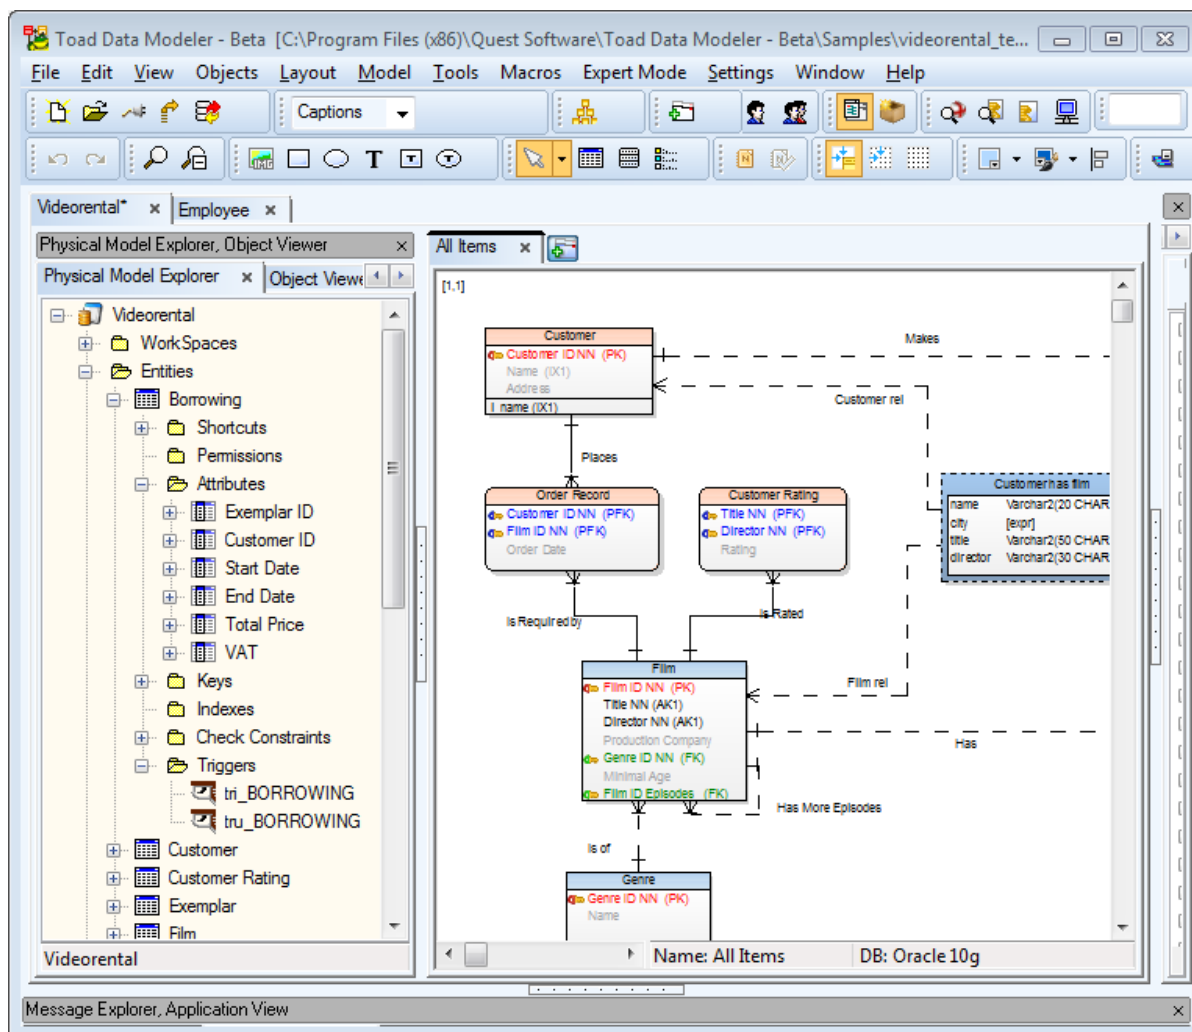 Toad Data Modeler - Beta [C:\Program Files (x86)\Quest Software\Toad Data Modeler - Beta\Samples\videorental_te...
File Edit View Objects Layout Model Tools Macros Expert Mode Settings Window Help
Captions
Videorental* Employee
Physical Model Explorer, Object Viewer
All Items
Physical Model Explorer Object Viewe
[1,1]
Videorental
WorkSpaces
Entities
Borrowing
Shortcuts
Permissions
Attributes
Exemplar ID
Customer ID
Start Date
End Date
Total Price
VAT
Keys
Indexes
Check Constraints
Triggers
tri_BORROWING
tru_BORROWING
Customer
Customer Rating
Exemplar
Film
Videorental
Customer
Customer ID NN (PK)
Name (IX1)
Address
I_name (IX1)
Makes
Customer rel
Places
Order Record
Customer ID NN (PFK)
Film ID NN (PFK)
Order Date
Customer Rating
Title NN (PFK)
Director NN (PFK)
Rating
Customer has film
name Varchar2(20 CHAR
city [expr]
title Varchar2(50 CHAR
director Varchar2(30 CHAR
Is Required by
Is Rated
Film
Film ID NN (PK)
Title NN (AK1)
Director NN (AK1)
Production Company
Genre ID NN (FK)
Minimal Age
Film ID Episodes (FK)
Film rel
Has
Has More Episodes
Is of
Genre
Genre ID NN (PK)
Name
Name: All Items DB: Oracle 10g
Message Explorer, Application View